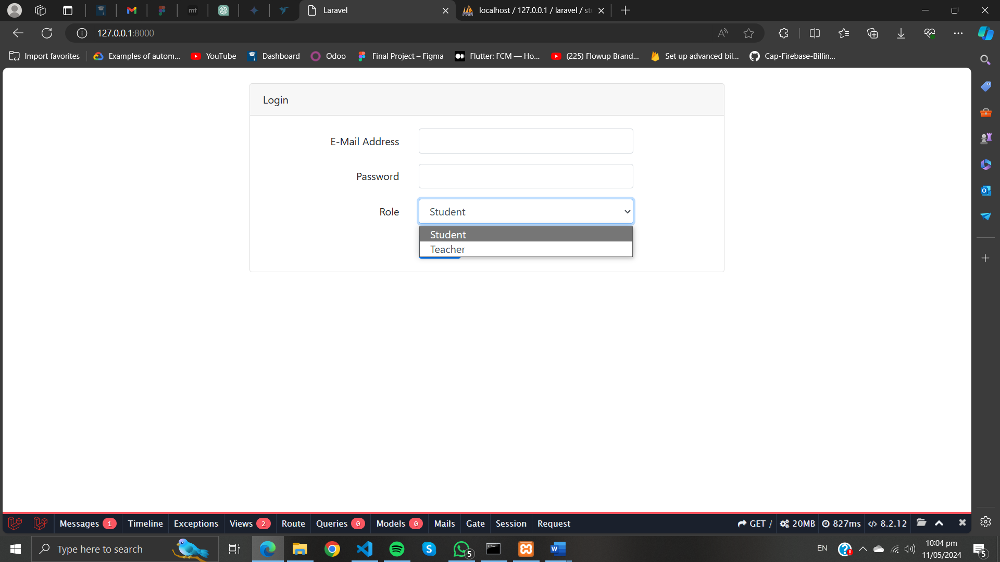 Laravel
localhost / 127.0.0.1 / laravel / st
127.0.0.1:8000
Import favorites
Examples of autom...
YouTube
Dashboard
Odoo
Final Project – Figma
Flutter: FCM — Ho...
(225) Flowup Brand...
Set up advanced bil...
Cap-Firebase-Billin...
Login
E-Mail Address
Password
Role
Student
Student
Teacher
Messages 1
Timeline
Exceptions
Views 2
Route
Queries 0
Models 0
Mails
Gate
Session
Request
GET /
20MB
827ms
8.2.12
Type here to search
5
EN
10:04 pm
11/05/2024
5